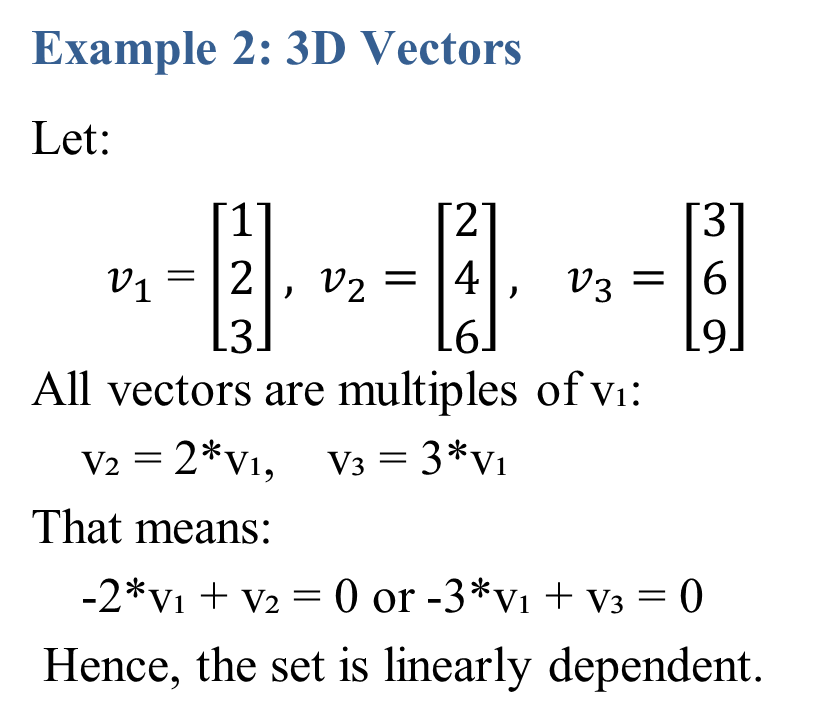 Example 2: 3D Vectors
Let:
v₁ = [1 2 3], v₂ = [2 4 6], v₃ = [3 6 9]
All vectors are multiples of v₁:
v₂ = 2*v₁, v₃ = 3*v₁
That means:
-2*v₁ + v₂ = 0 or -3*v₁ + v₃ = 0
Hence, the set is linearly dependent.